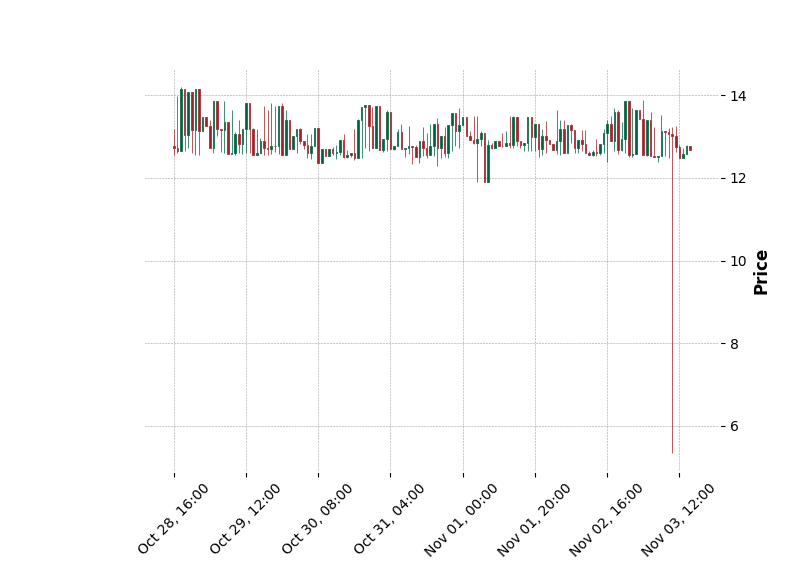 14
12
10
8
6
Price
Oct 28, 16:00
Oct 29, 12:00
Oct 30, 08:00
Oct 31, 04:00
Nov 01, 00:00
Nov 01, 20:00
Nov 02, 16:00
Nov 03, 12:00